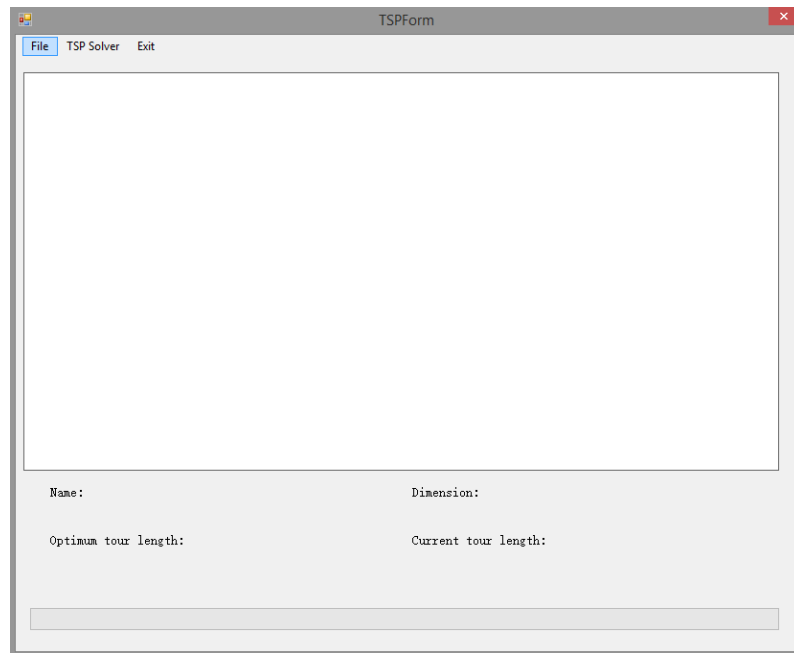 TSPForm
File TSP Solver Exit
Name: Dimension:
Optimum tour length: Current tour length: